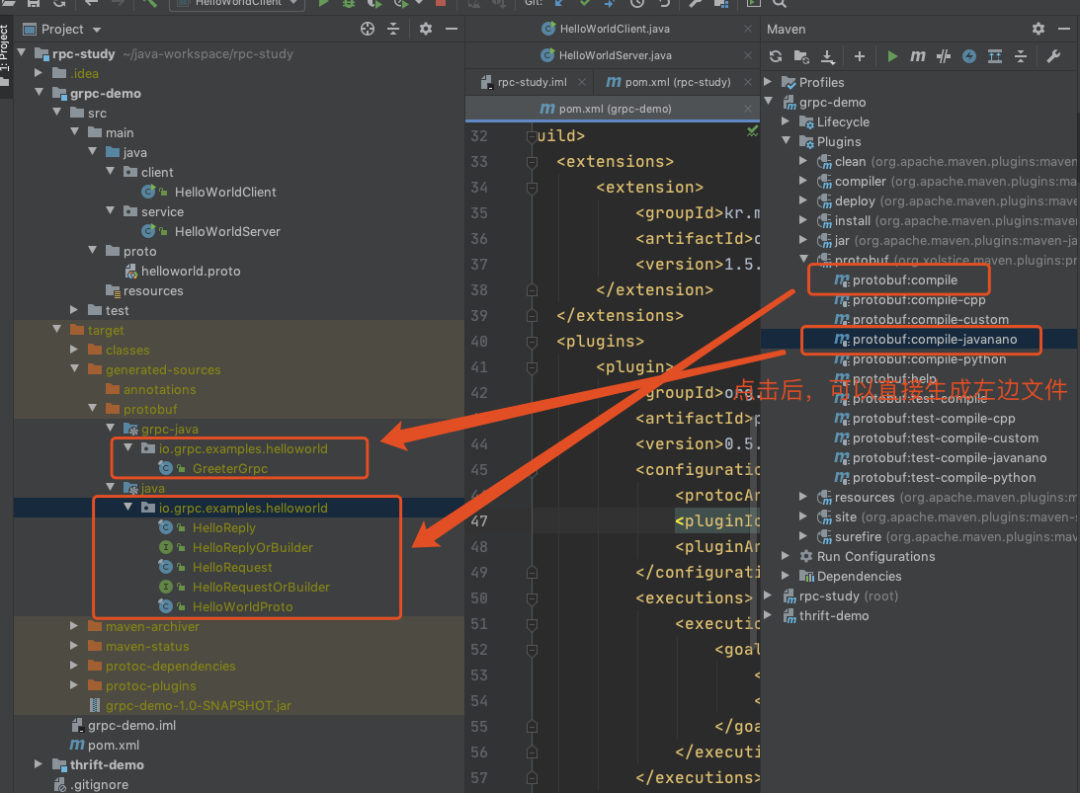 HelloWorldClient
Git:
1: Project
Project
rpc-study ~/java-workspace/rpc-study
.idea
grpc-demo
src
main
java
client
HelloWorldClient
service
HelloWorldServer
proto
helloworld.proto
resources
test
target
classes
generated-sources
annotations
protobuf
grpc-java
io.grpc.examples.helloworld
GreeterGrpc
java
io.grpc.examples.helloworld
HelloReply
HelloReplyOrBuilder
HelloRequest
HelloRequestOrBuilder
HelloWorldProto
maven-archiver
maven-status
protoc-dependencies
protoc-plugins
grpc-demo-1.0-SNAPSHOT.jar
grpc-demo.iml
pom.xml
thrift-demo
.gitignore
HelloWorldClient.java
HelloWorldServer.java
rpc-study.iml
pom.xml (rpc-study)
pom.xml (grpc-demo)
32 uild>
33 <extensions>
34 <extension>
35 <groupId>kr.m
36 <artifactId>
37 <version>1.5.
38 </extension>
39 </extensions>
40 <plugins>
41 <plugin>
42 groupId>org.
<artifactId>p
44 <version>0.5.
45 <configuratio
<protocAr
47 <pluginId
48 <pluginAr
49 </configurati
50 <executions>
51 <executio
52 <goal
53 <
54 <
55 </goa
56 </executi
57 </executions>
Maven
Profiles
grpc-demo
Lifecycle
Plugins
clean (org.apache.maven.plugins:maven
compiler (org.apache.maven.plugins:ma
deploy (org.apache.maven.plugins:mave
install (org.apache.maven.plugins:mave
jar (org.apache.maven.plugins:maven-ja
protobuf (org.xolstice.maven.plugins:pr
protobuf:compile
protobuf:compile-cpp
protobuf:compile-custom
protobuf:compile-javanano
protobuf:compile-python
protobuf:help
点击后，可以直接生成左边文件
protobuf:test-compile
protobuf:test-compile-cpp
protobuf:test-compile-custom
protobuf:test-compile-javanano
protobuf:test-compile-python
resources (org.apache.maven.plugins:m
site (org.apache.maven.plugins:maven-s
surefire (org.apache.maven.plugins:mav
Run Configurations
Dependencies
rpc-study (root)
thrift-demo